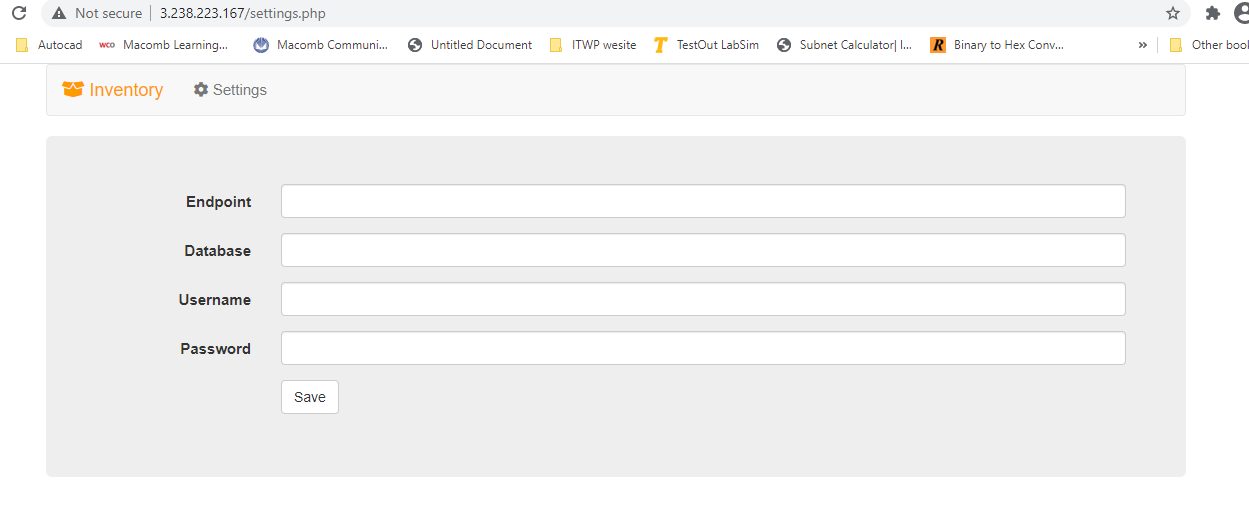 Not secure 3.238.223.167/settings.php
Autocad wco Macomb Learning... Macomb Communi... Untitled Document ITWP wesite TestOut LabSim Subnet Calculator| I... R Binary to Hex Conv... » Other book
Inventory Settings
Endpoint
Database
Username
Password
Save